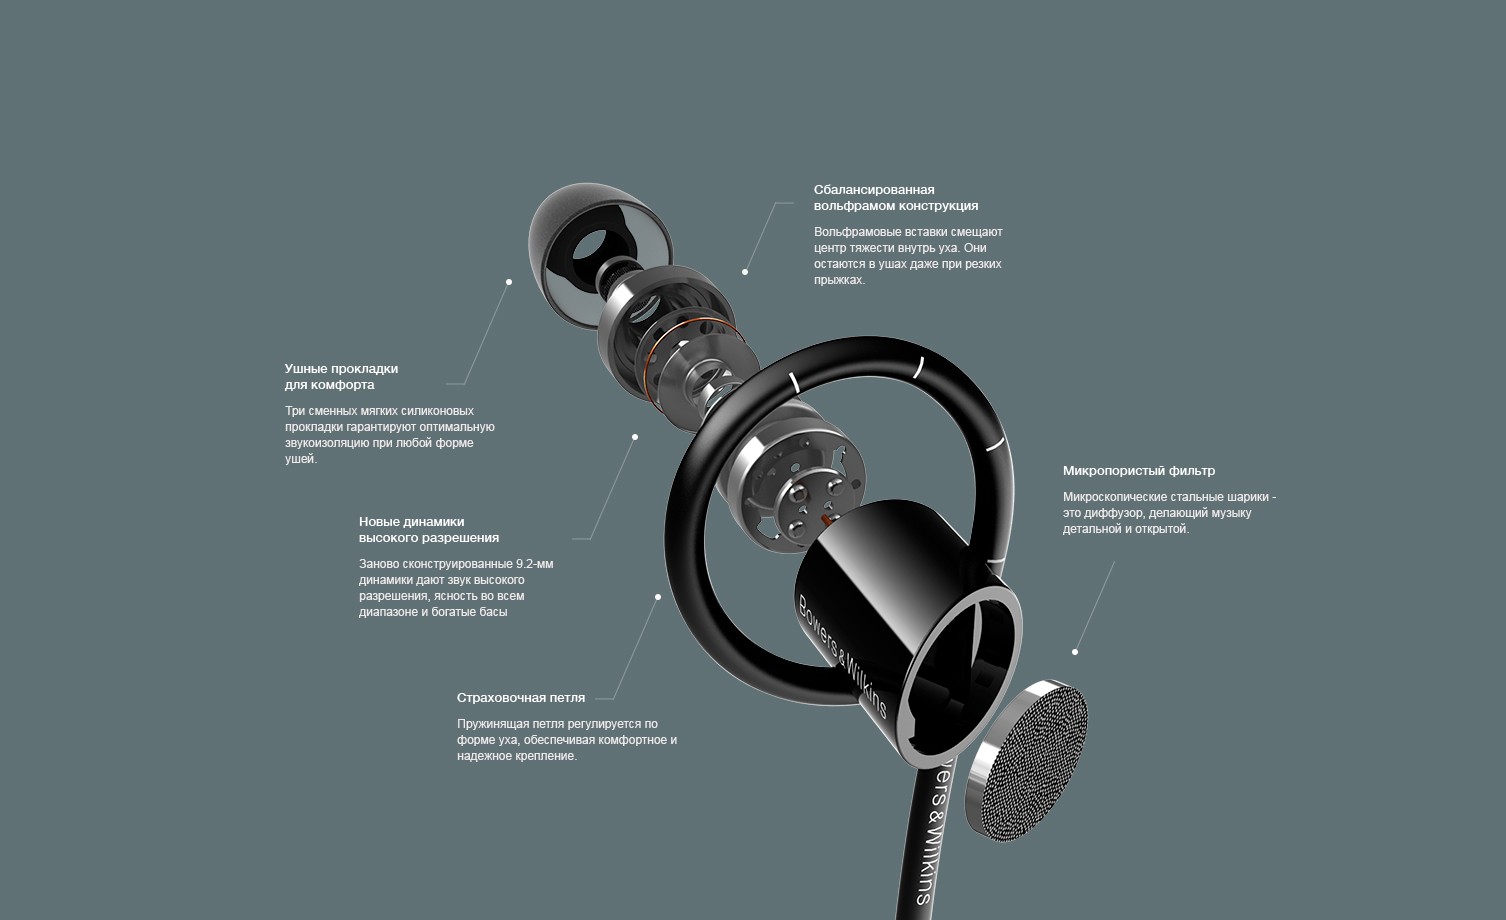 Сбалансированная
вольфрамом конструкция
Вольфрамовые вставки смещают
центр тяжести внутрь уха. Они
остаются в ушах даже при резких
прыжках.
Ушные прокладки
для комфорта
Три сменных мягких силиконовых
прокладки гарантируют оптимальную
звукоизоляцию при любой форме
ушей.
Микропористый фильтр
Микроскопические стальные шарики -
это диффузор, делающий музыку
детальной и открытой.
Новые динамики
высокого разрешения
Заново сконструированные 9.2-мм
динамики дают звук высокого
разрешения, ясность во всем
диапазоне и богатые басы
Страховочная петля
Пружинящая петля регулируется по
форме уха, обеспечивая комфортное и
надежное крепление.
Bowers & Wilkins
wers & Wilkins